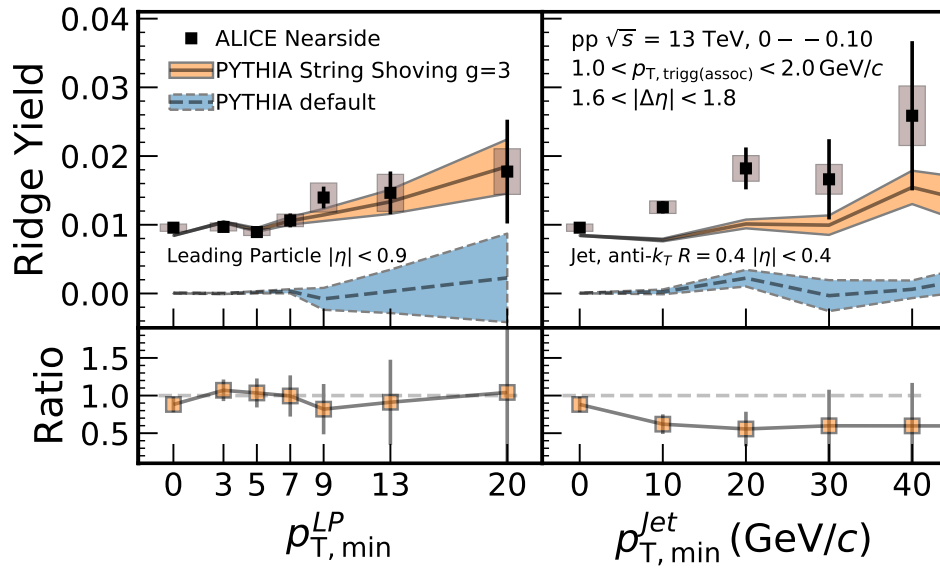 Ridge Yield
0.04
0.03
0.02
0.01
0.00
ALICE Nearside
PYTHIA String Shoving g=3
PYTHIA default
Leading Particle |η| < 0.9
pp √s = 13 TeV, 0 − − 0.10
1.0 < p_T,trigg(assoc) < 2.0 GeV/c
1.6 < |Δη| < 1.8
Jet, anti-k_T R = 0.4 |η| < 0.4
Ratio
1.5
1.0
0.5
0 3 5 7 9 13 20
0 10 20 30 40
p_T,min^LP
p_T,min^Jet (GeV/c)